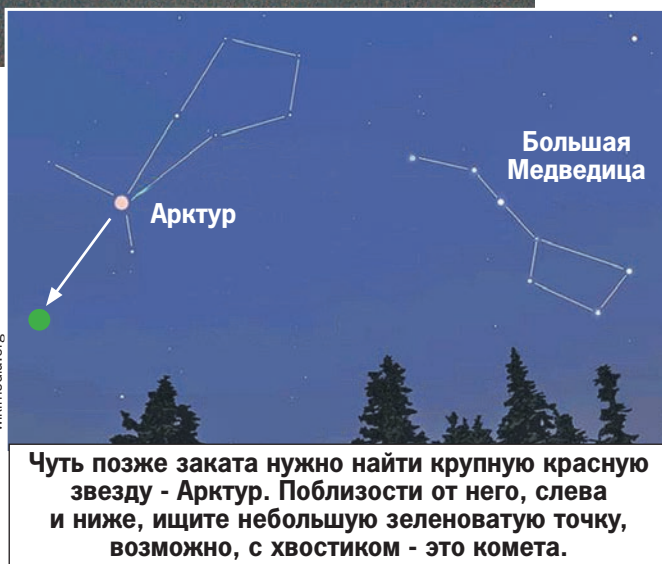 Большая
Медведица
Арктур
Чуть позже заката нужно найти крупную красную
звезду - Арктур. Поблизости от него, слева
и ниже, ищите небольшую зеленоватую точку,
возможно, с хвостиком - это комета.